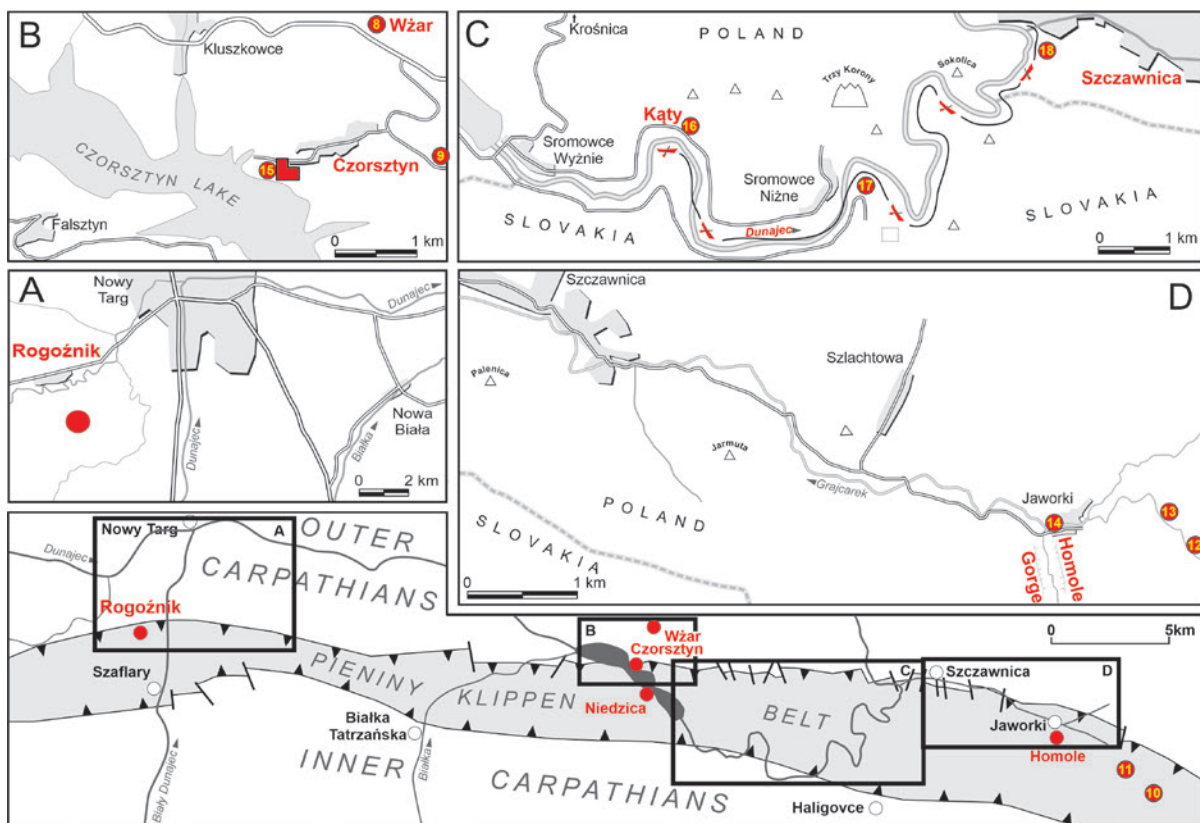 B
8
Wżar
Kluszkowce
9
15
Czorsztyn
CZORSZTYN LAKE
Falsztyn
0 1 km
C
Krośnica
POLAND
18
Szczawnica
Sokolica
Trzy Korony
Kąty
16
Sromowce
Wyżnie
Sromowce
Niżne
17
SLOVAKIA
Dunajec
SLOVAKIA
0 1 km
A
Nowy
Targ
Dunajec
Rogoźnik
Nowa
Biała
Dunajec
Białka
0 2 km
D
Szczawnica
Palenica
Szlachtowa
Jarmuta
Grajcarek
POLAND
SLOVAKIA
Jaworki
14
13
12
Gorge
Homole
0 1 km
Nowy Targ
A
OUTER
CARPATHIANS
Dunajec
Rogoźnik
Szaflary
PIENINY
KLIPPEN
BELT
B
Wżar
Czorsztyn
Niedzica
C
Szczawnica
D
0 5km
Jaworki
Homole
11
10
Białka
Tatrzańska
INNER
CARPATHIANS
Biały Dunajec
Białka
Haligovce